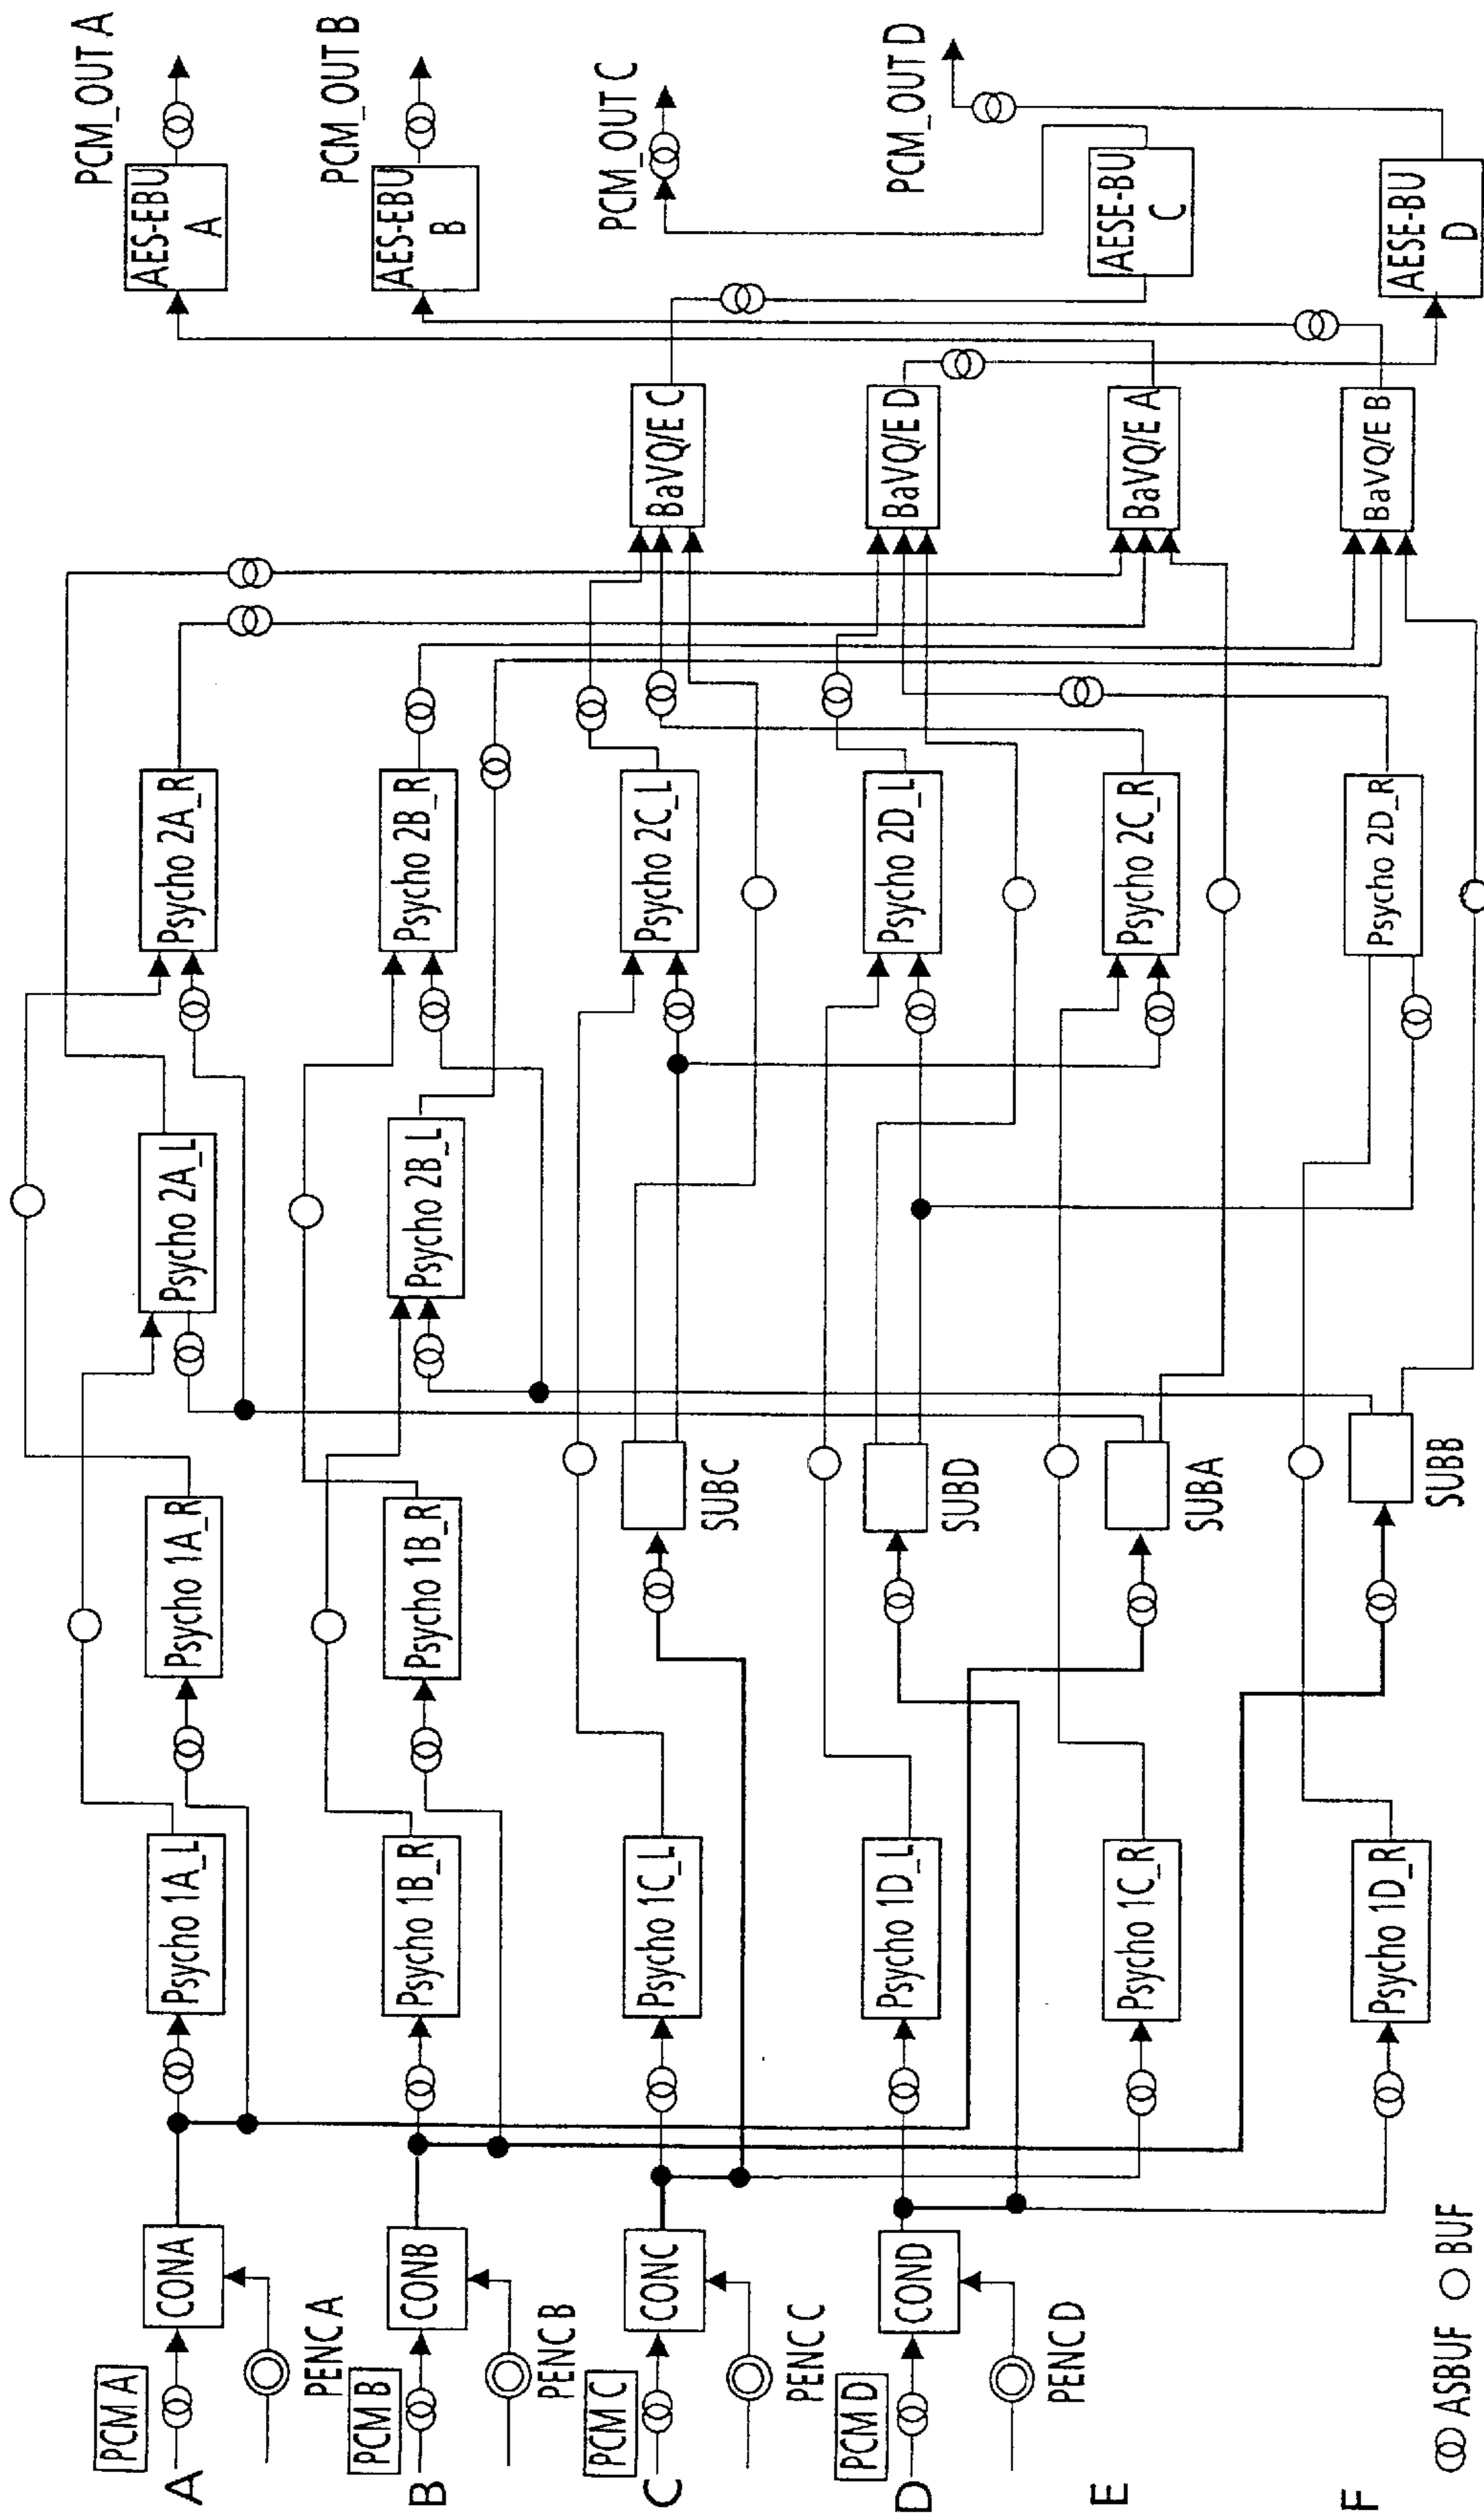 A
PCM A
CONA
PENC A
Psycho 1A_L
Psycho 1A_R
Psycho 2A_L
Psycho 2A_R
AES-EBU
A
PCM_OUT A
B
PCM B
CONB
PENC B
Psycho 1B_R
Psycho 1B_R
Psycho 2B_L
Psycho 2B_R
AES-EBU
B
PCM_OUT B
C
PCM C
CONC
PENC C
Psycho 1C_L
SUBC
Psycho 2C_L
BaVQ/E C
PCM_OUT C
D
PCM D
COND
PENC D
Psycho 1D_L
SUBD
Psycho 2D_L
BaVQ/E D
PCM_OUT D
E
Psycho 1C_R
SUBA
Psycho 2C_R
BaVQ/E A
AESE-BU
C
F
Psycho 1D_R
SUBB
Psycho 2D_R
BaVQ/E B
AESE-BU
D
ASBUF
BUF